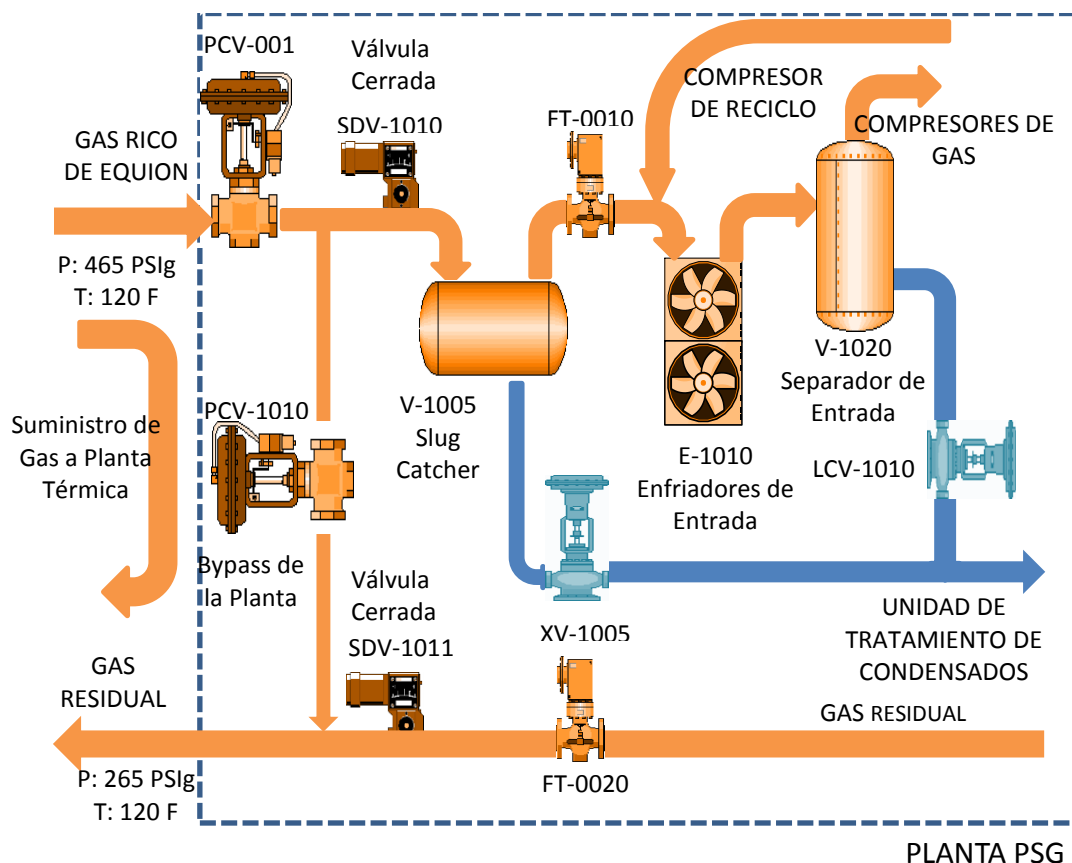 PCV-001
Válvula
Cerrada
SDV-1010
GAS RICO
DE EQUION
P: 465 PSIg
T: 120 F
FT-0010
COMPRESOR
DE RECICLO
COMPRESORES DE
GAS
V-1020
Separador de
Entrada
V-1005
Slug
Catcher
E-1010
Enfriadores de
Entrada
LCV-1010
Suministro de
Gas a Planta
Térmica
PCV-1010
Bypass de
la Planta
Válvula
Cerrada
SDV-1011
XV-1005
UNIDAD DE
TRATAMIENTO DE
CONDENSADOS
GAS
RESIDUAL
GAS RESIDUAL
P: 265 PSIg
T: 120 F
FT-0020
PLANTA PSG